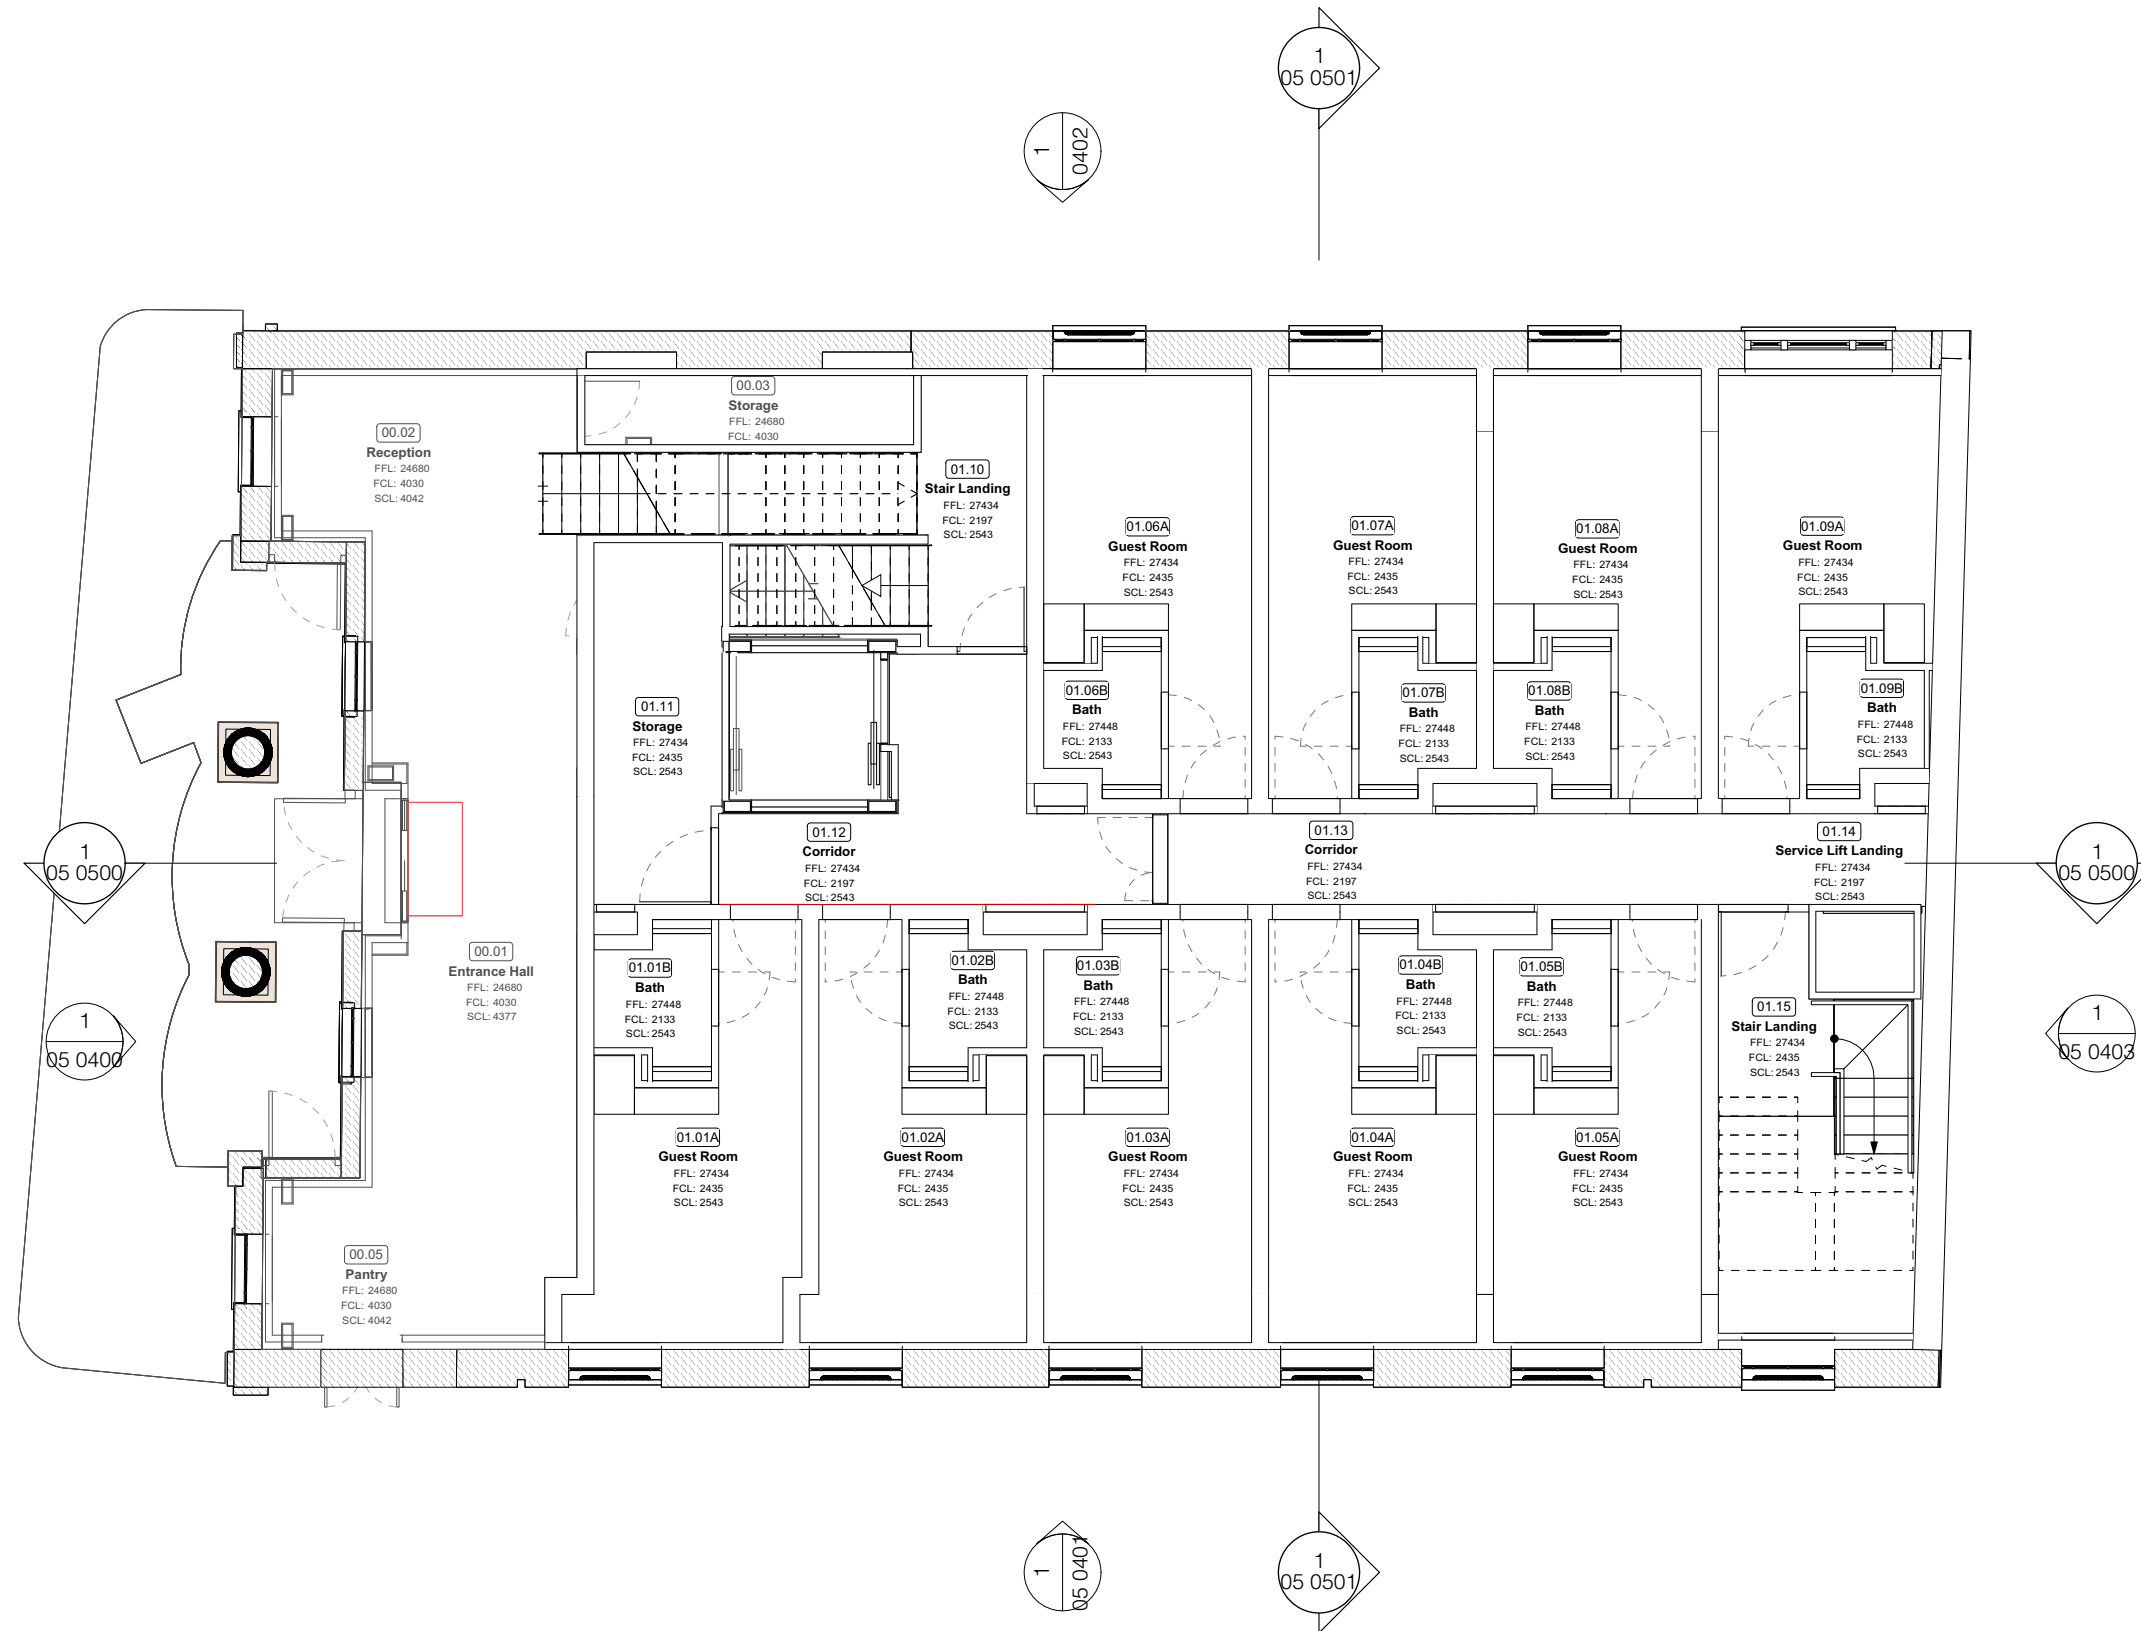 1
05 0501
1
0402
00.03
Storage
FFL: 24680
FCL: 4030
00.02
Reception
FFL: 24680
FCL: 4030
SCL: 4042
01.10
Stair Landing
FFL: 27434
FCL: 2197
SCL: 2543
01.06A
Guest Room
FFL: 27434
FCL: 2435
SCL: 2543
01.07A
Guest Room
FFL: 27434
FCL: 2435
SCL: 2543
01.08A
Guest Room
FFL: 27434
FCL: 2435
SCL: 2543
01.09A
Guest Room
FFL: 27434
FCL: 2435
SCL: 2543
01.11
Storage
FFL: 27434
FCL: 2435
SCL: 2543
01.06B
Bath
FFL: 27448
FCL: 2133
SCL: 2543
01.07B
Bath
FFL: 27448
FCL: 2133
SCL: 2543
01.08B
Bath
FFL: 27448
FCL: 2133
SCL: 2543
01.09B
Bath
FFL: 27448
FCL: 2133
SCL: 2543
1
05 0500
01.12
Corridor
FFL: 27434
FCL: 2197
SCL: 2543
01.13
Corridor
FFL: 27434
FCL: 2197
SCL: 2543
01.14
Service Lift Landing
FFL: 27434
FCL: 2197
SCL: 2543
1
05 0500
00.01
Entrance Hall
FFL: 24680
FCL: 4030
SCL: 4377
01.01B
Bath
FFL: 27448
FCL: 2133
SCL: 2543
01.02B
Bath
FFL: 27448
FCL: 2133
SCL: 2543
01.03B
Bath
FFL: 27448
FCL: 2133
SCL: 2543
01.04B
Bath
FFL: 27448
FCL: 2133
SCL: 2543
01.05B
Bath
FFL: 27448
FCL: 2133
SCL: 2543
01.15
Stair Landing
FFL: 27434
FCL: 2435
SCL: 2543
1
05 0400
1
05 0403
01.01A
Guest Room
FFL: 27434
FCL: 2435
SCL: 2543
01.02A
Guest Room
FFL: 27434
FCL: 2435
SCL: 2543
01.03A
Guest Room
FFL: 27434
FCL: 2435
SCL: 2543
01.04A
Guest Room
FFL: 27434
FCL: 2435
SCL: 2543
01.05A
Guest Room
FFL: 27434
FCL: 2435
SCL: 2543
00.05
Pantry
FFL: 24680
FCL: 4030
SCL: 4042
1
05 0401
1
05 0501